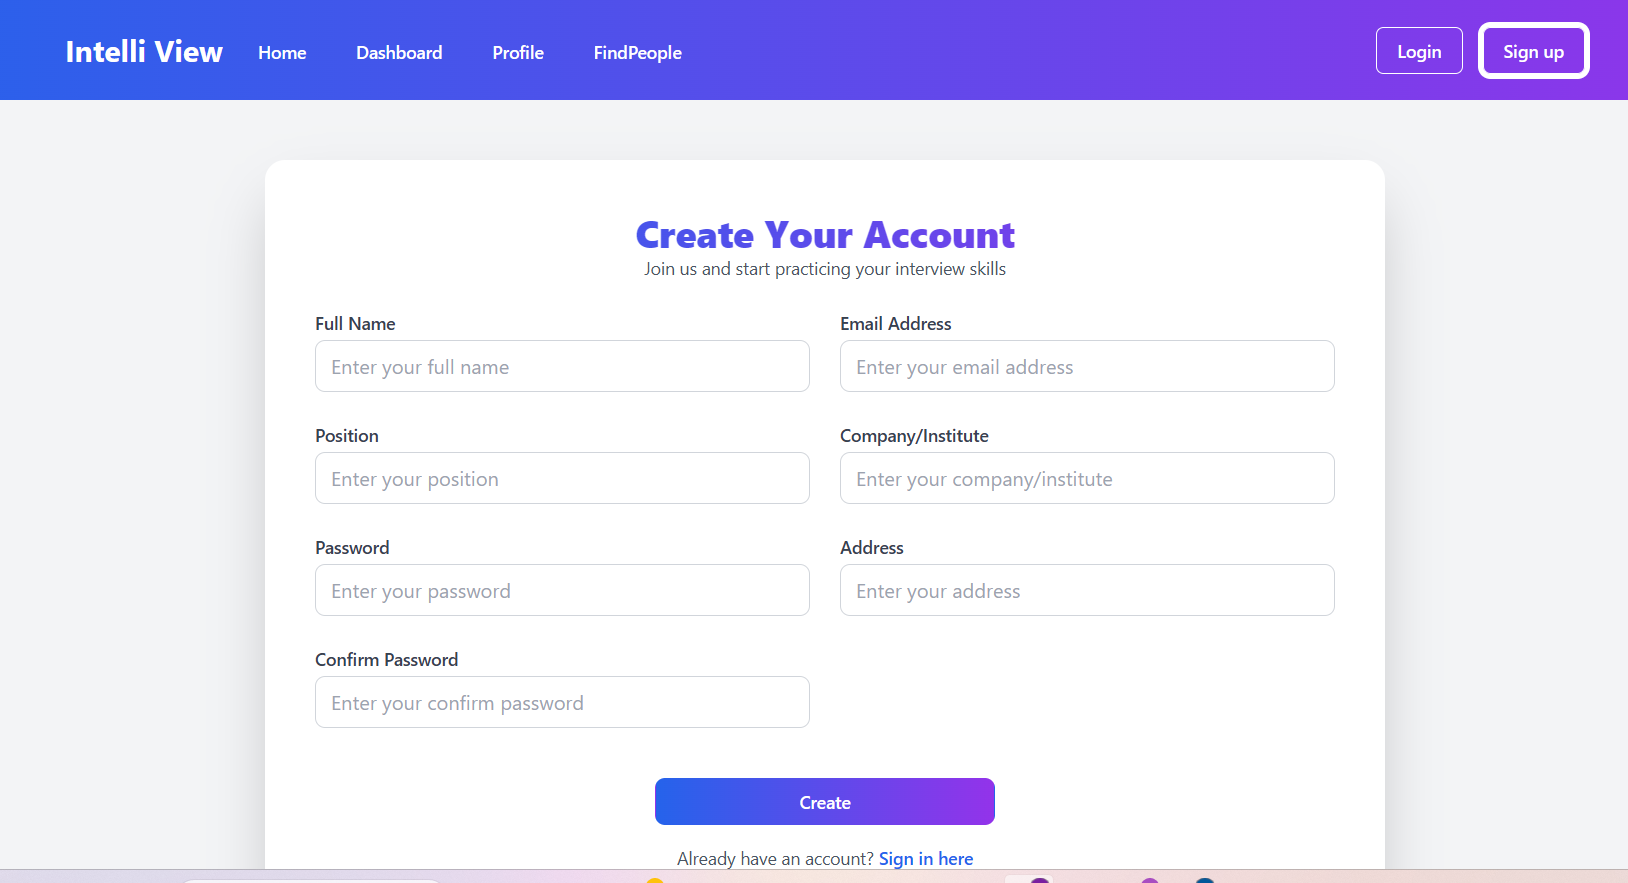 Intelli View Home Dashboard Profile FindPeople Login Sign up
Create Your Account
Join us and start practicing your interview skills
Full Name Email Address
Enter your full name Enter your email address
Position Company/Institute
Enter your position Enter your company/institute
Password Address
Enter your password Enter your address
Confirm Password
Enter your confirm password
Create
Already have an account? Sign in here